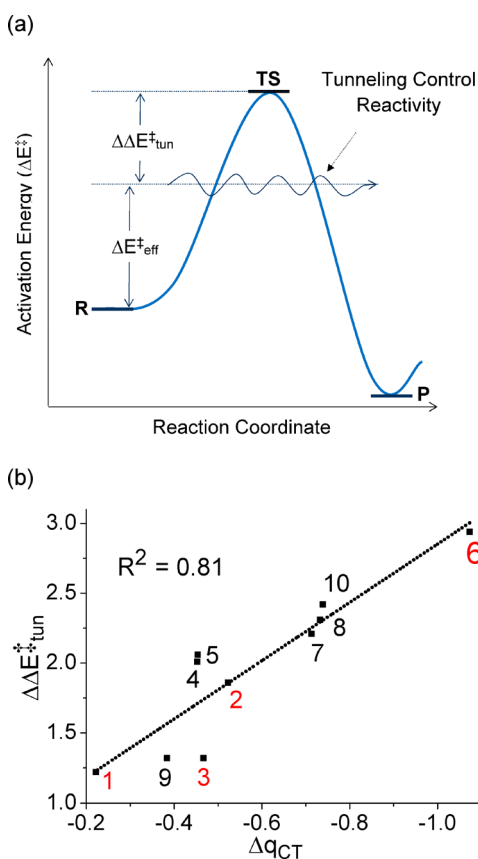 (a)
TS
Tunneling Control
Reactivity
ΔΔE‡tun
ΔE‡eff
R
P
Activation Energy (ΔE‡)
Reaction Coordinate
(b)
3.0
R² = 0.81
6
10
2.5
8
7
5
4
2.0
2
1.5
1
9
3
1.0
ΔΔE‡tun
-0.2
-0.4
-0.6
-0.8
-1.0
ΔqCT